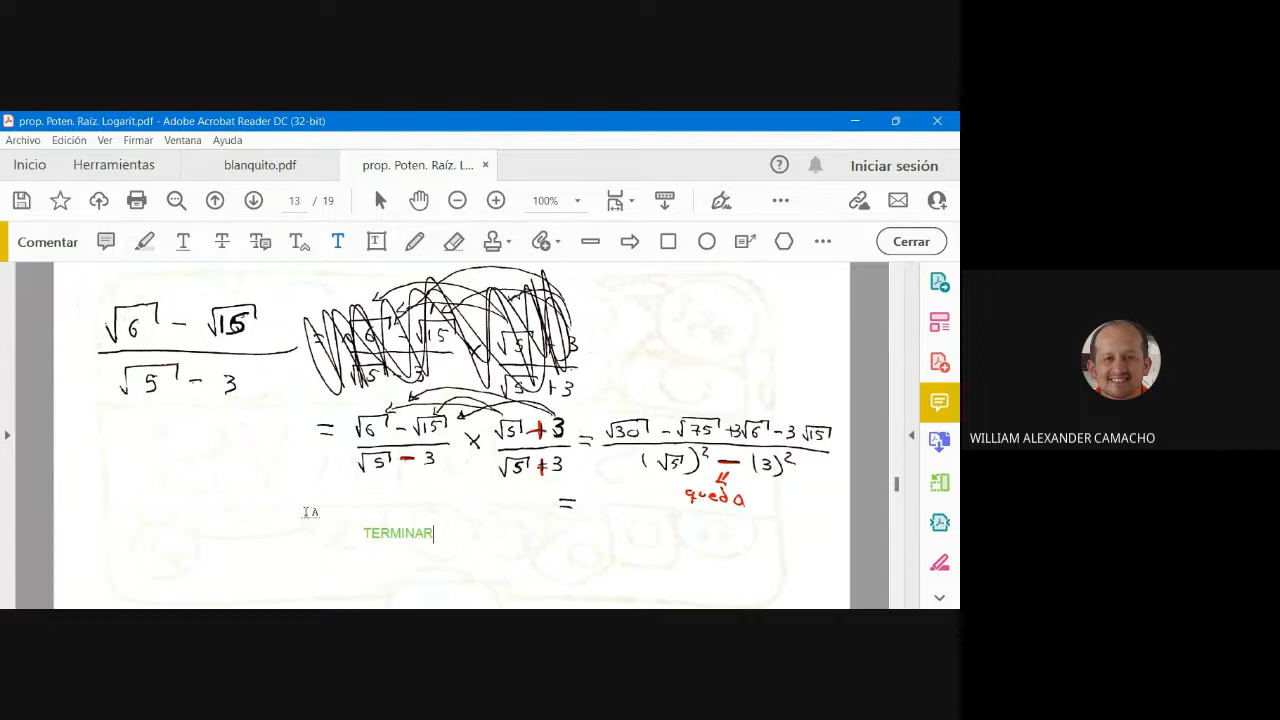 prop. Poten. Raíz. Logarit.pdf - Adobe Acrobat Reader DC (32-bit)
Archivo Edición Ver Firmar Ventana Ayuda
Inicio Herramientas blanquito.pdf prop. Poten. Raíz. L... × Iniciar sesión
13 / 19 100%
Comentar Cerrar
√6 - √15
√5 - 3
= √6 - √15 × √5 + 3 = √30 - √75 + 3√6 - 3√15
√5 - 3 √5 + 3 (√5)² - (3)²
queda
=
TERMINAR
WILLIAM ALEXANDER CAMACHO